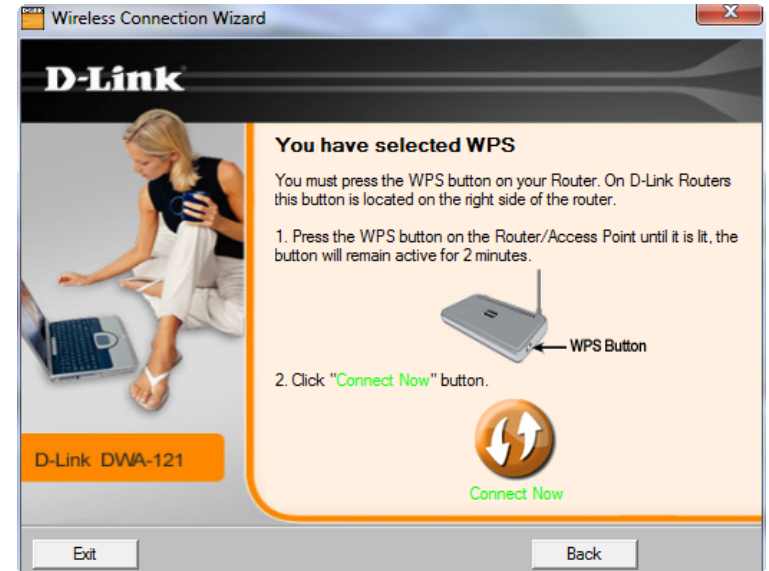 Wireless Connection Wizard
D-Link
You have selected WPS
You must press the WPS button on your Router. On D-Link Routers
this button is located on the right side of the router.
1. Press the WPS button on the Router/Access Point until it is lit, the
button will remain active for 2 minutes.
WPS Button
2. Click "Connect Now" button.
Connect Now
D-Link DWA-121
Exit
Back